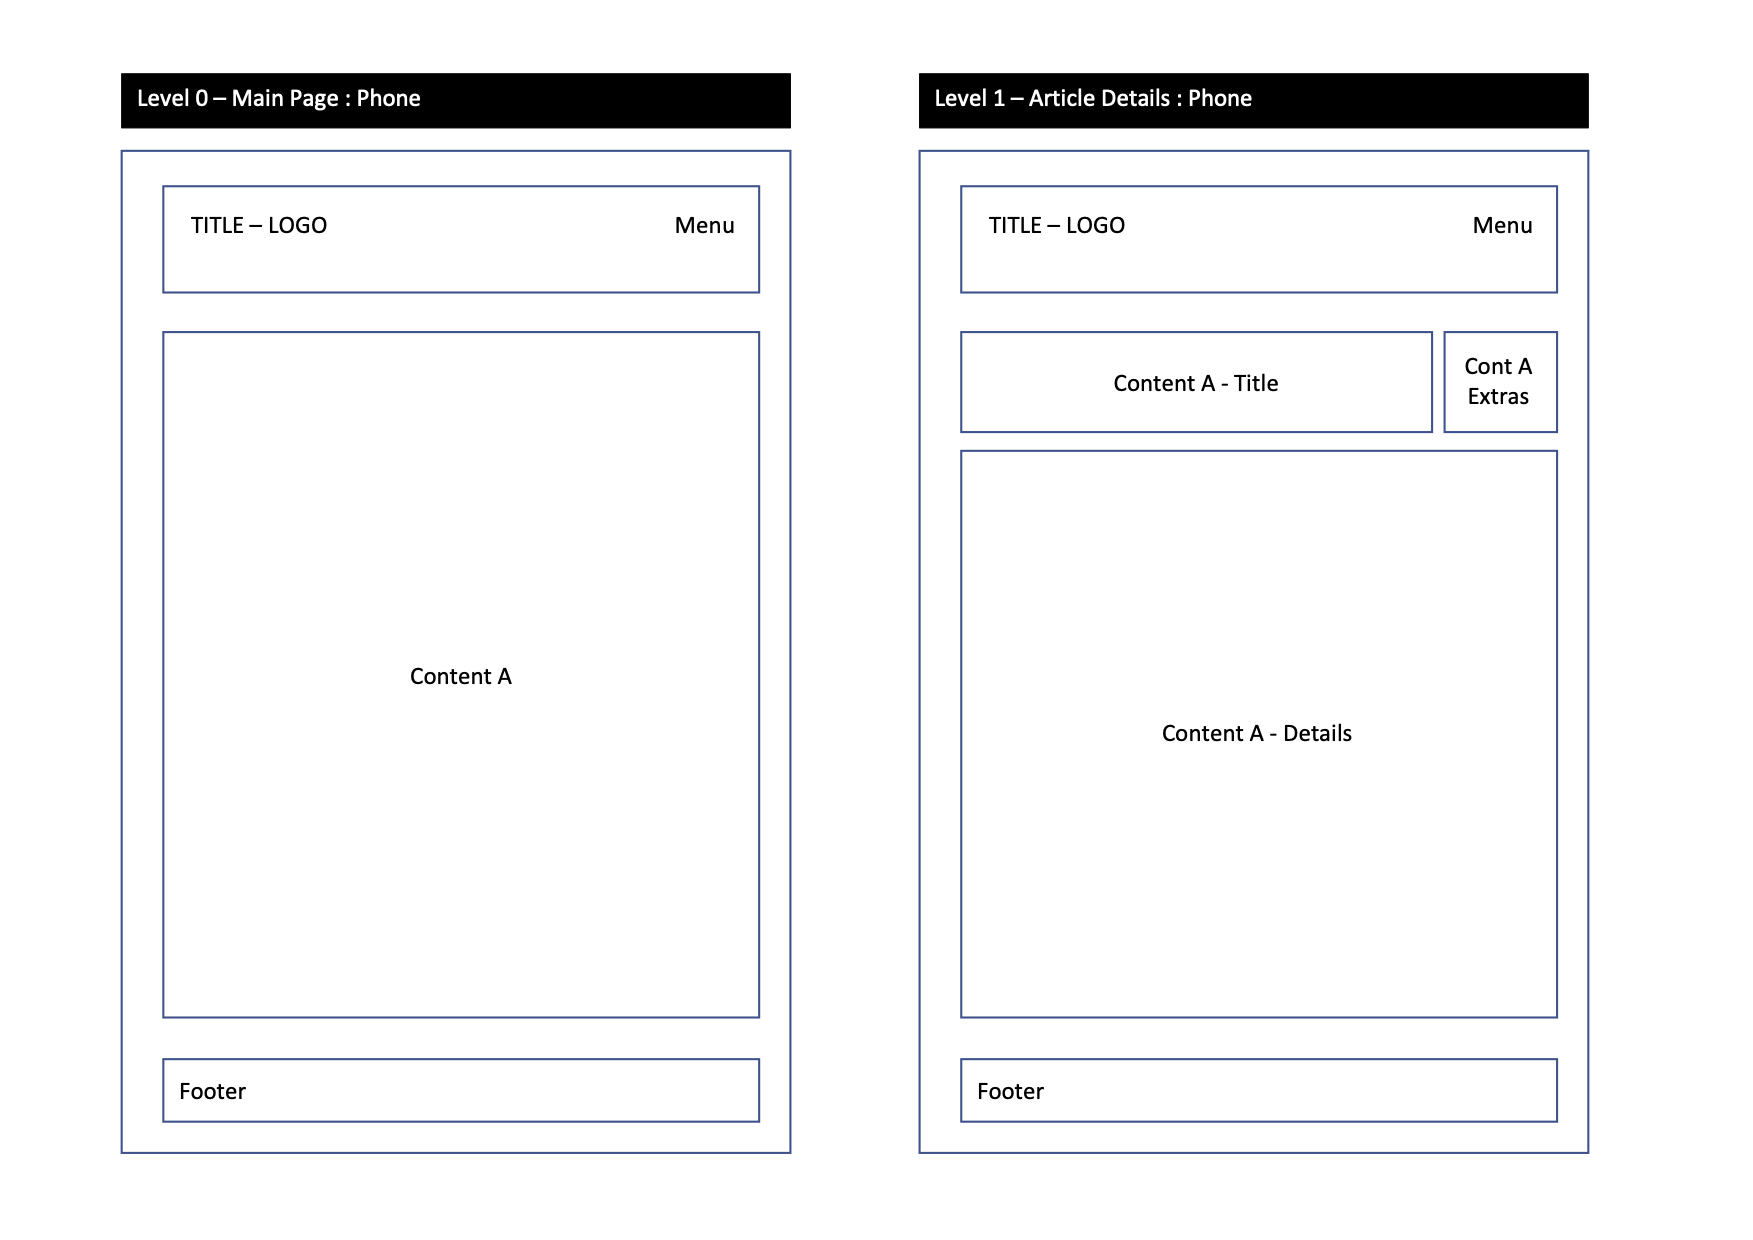 Level 0 – Main Page : Phone
TITLE – LOGO Menu
Content A
Footer
Level 1 – Article Details : Phone
TITLE – LOGO Menu
Content A - Title
Cont A
Extras
Content A - Details
Footer